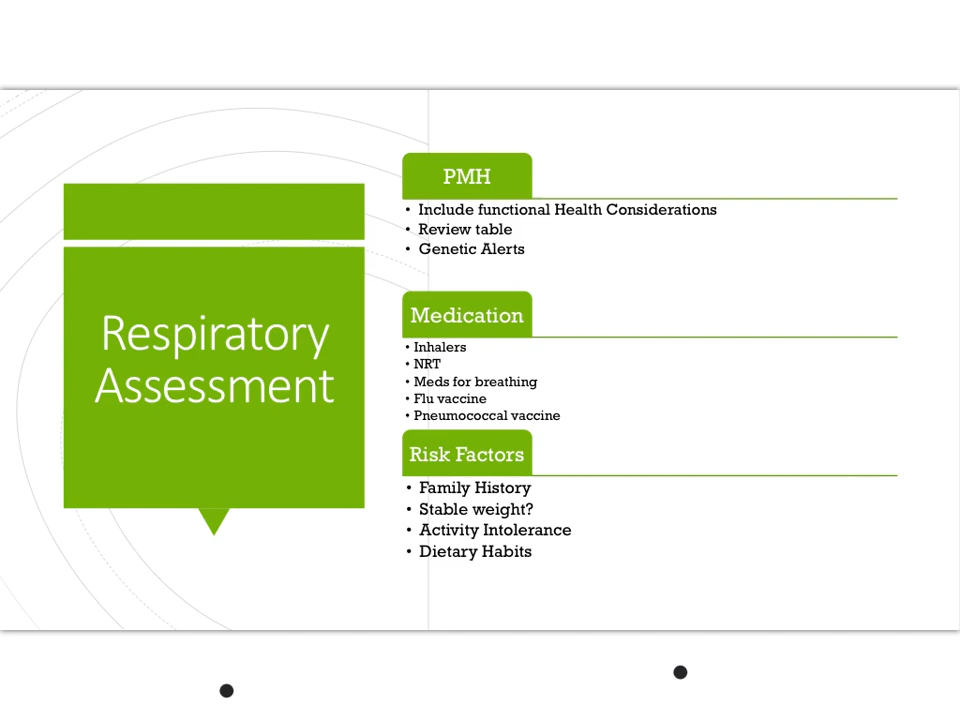 Respiratory
Assessment
PMH
• Include functional Health Considerations
• Review table
• Genetic Alerts
Medication
• Inhalers
• NRT
• Meds for breathing
• Flu vaccine
• Pneumococcal vaccine
Risk Factors
• Family History
• Stable weight?
• Activity Intolerance
• Dietary Habits